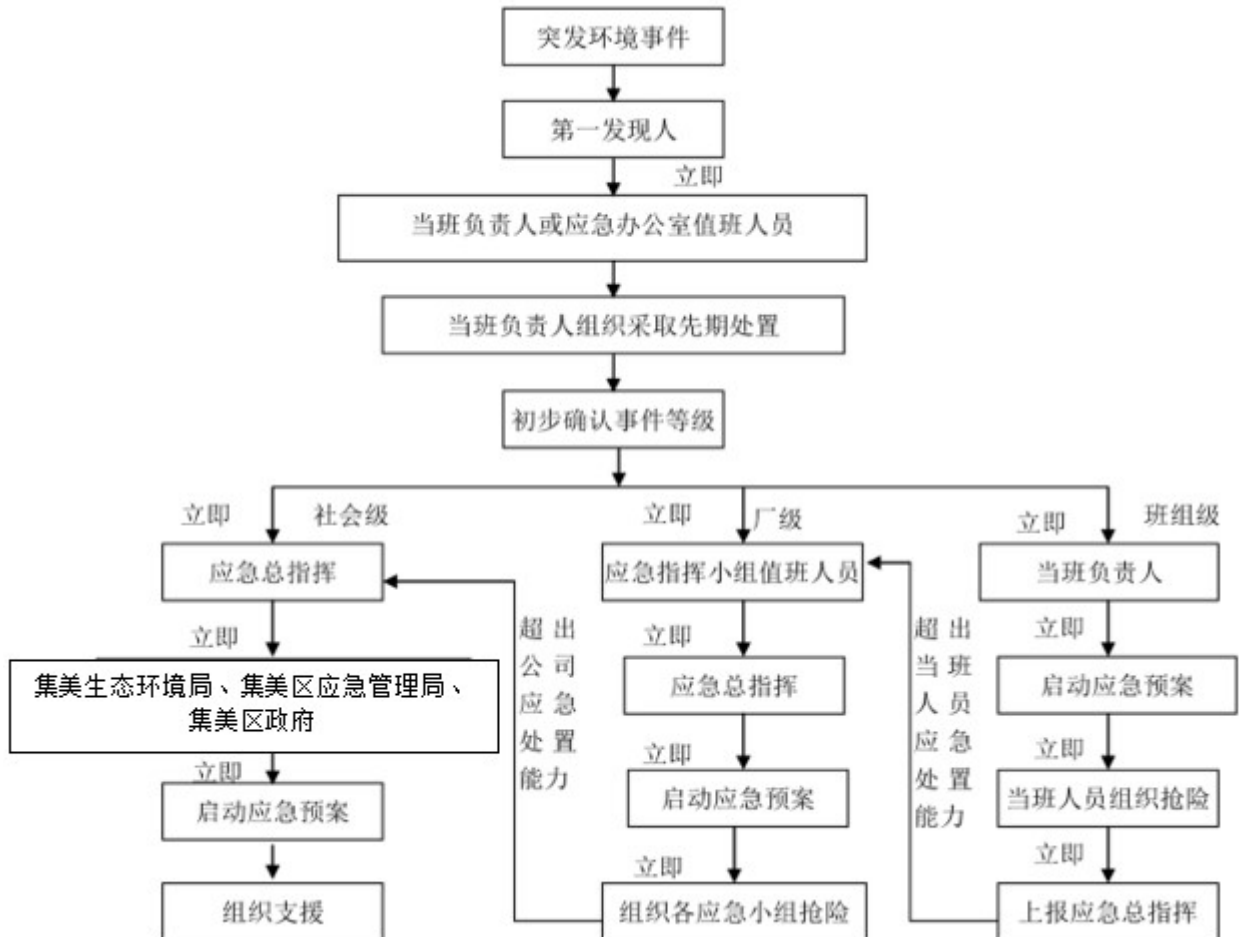 突发环境事件
第一发现人
立即
当班负责人或应急办公室值班人员
当班负责人组织采取先期处置
初步确认事件等级
立即
社会级
立即
厂级
立即
班组级
应急总指挥
应急指挥小组值班人员
当班负责人
立即
超出
公司
应急
处置
能力
立即
超出
当班
人员
应急
处置
能力
立即
集美生态环境局、集美区应急管理局、
集美区政府
应急总指挥
启动应急预案
立即
立即
立即
启动应急预案
启动应急预案
当班人员组织抢险
立即
立即
组织支援
组织各应急小组抢险
上报应急总指挥